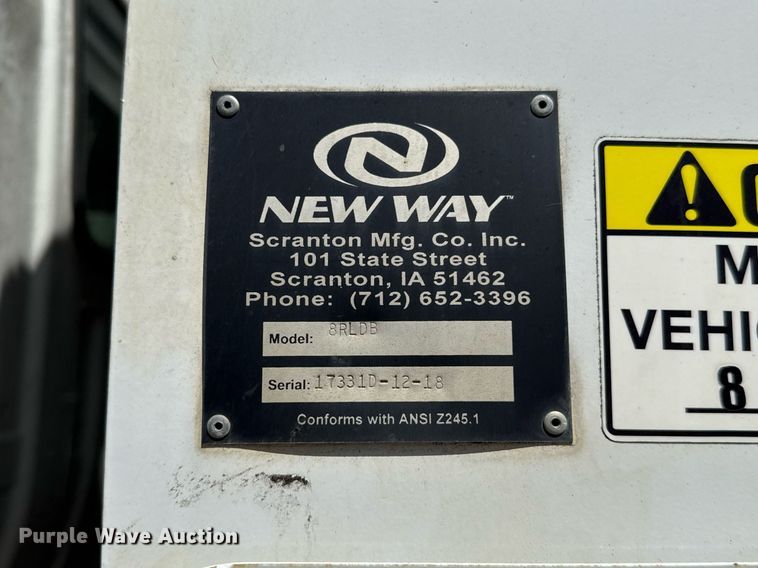 NEW WAY™
Scranton Mfg. Co. Inc.
101 State Street
Scranton, IA 51462
Phone: (712) 652-3396
Model: 8RLDB
Serial: 17331D-12-18
Conforms with ANSI Z245.1
M
VEHIC
8
Purple Wave Auction